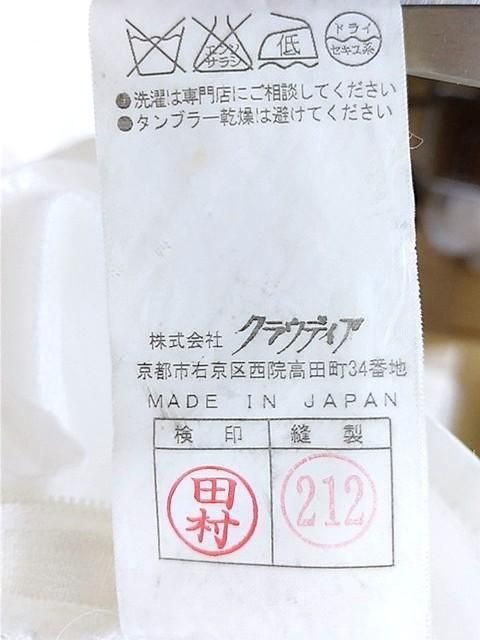 エンソ
サラシ
低
ドライ
セキユ系
●洗濯は専門店にご相談してください
●タンブラー乾燥は避けてください
株式会社 クラウディア
京都市右京区西院高田町34番地
MADE IN JAPAN
検印 縫製
田村 212